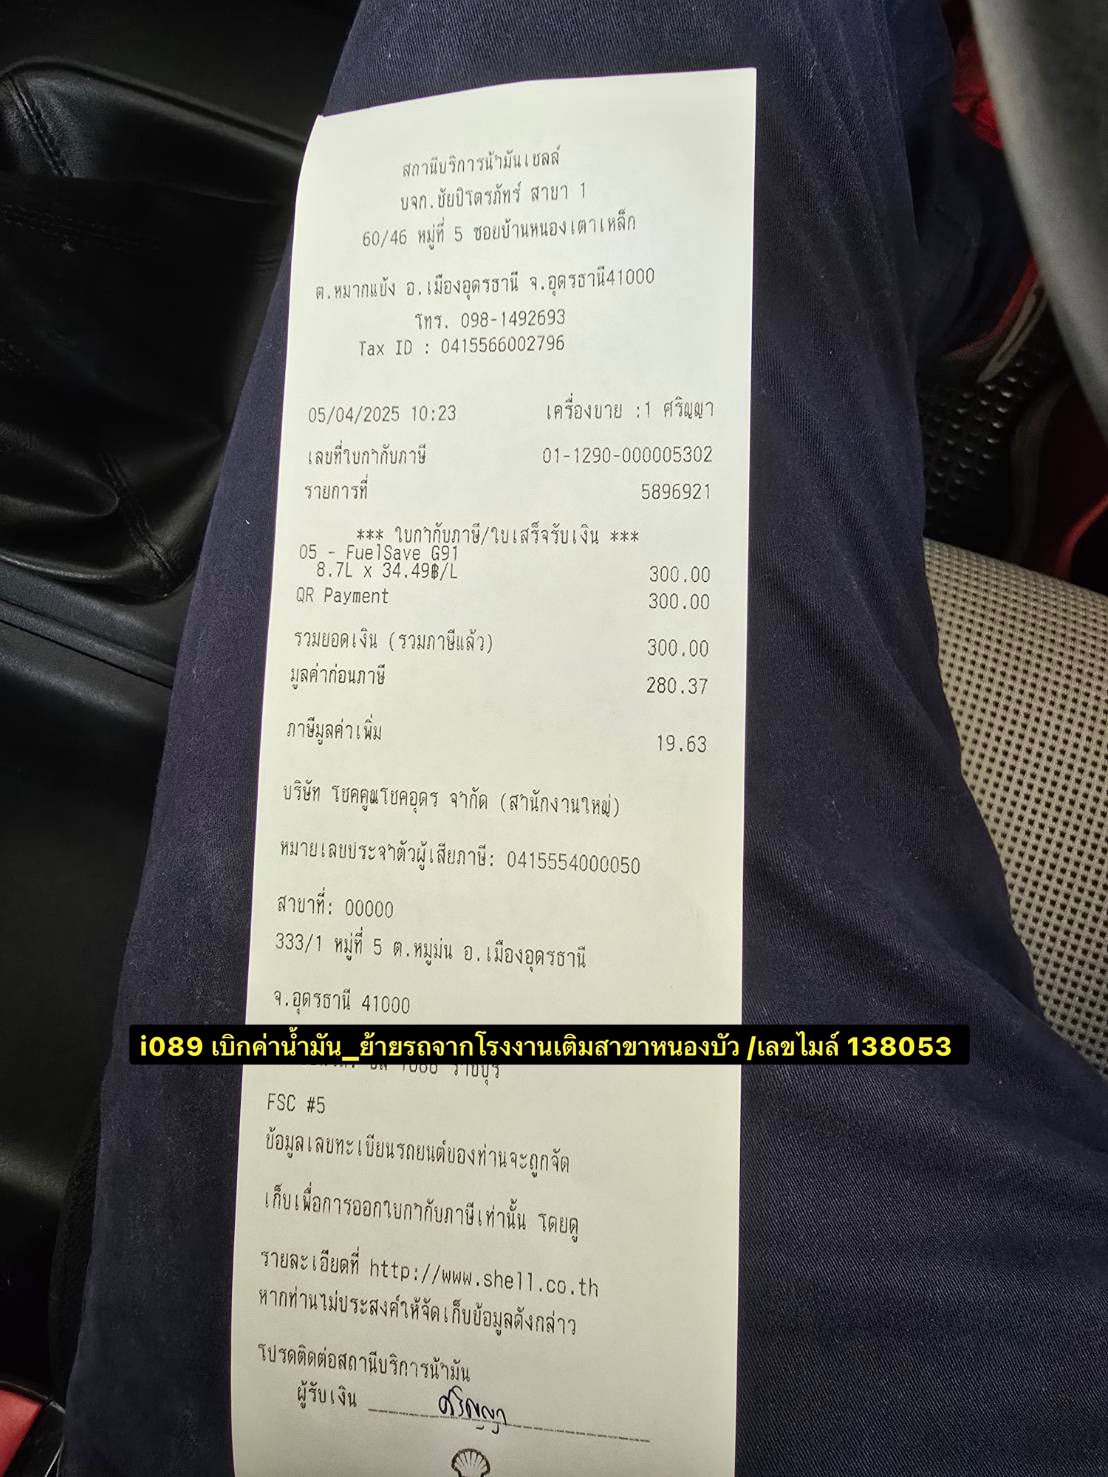 สถานีบริการน้ำมันเชลล์
บจก.ชัยปิโตรภัทร์ สาขา 1
60/46 หมู่ที่ 5 ซอยบ้านหนองเตาเหล็ก
ต.หมากแข้ง อ.เมืองอุดรธานี จ.อุดรธานี41000
โทร. 098-1492693
Tax ID : 0415566002796
05/04/2025 10:23 เครื่องขาย :1 ศริญญา
เลขที่ใบกำกับภาษี 01-1290-000005302
รายการที่ 5896921
*** ใบกำกับภาษี/ใบเสร็จรับเงิน ***
05 - FuelSave G91
8.7L x 34.49฿/L 300.00
QR Payment 300.00
รวมยอดเงิน (รวมภาษีแล้ว) 300.00
มูลค่าก่อนภาษี 280.37
ภาษีมูลค่าเพิ่ม 19.63
บริษัท โชคคูณโชคอุดร จำกัด (สำนักงานใหญ่)
หมายเลขประจำตัวผู้เสียภาษี: 0415554000050
สาขาที่: 00000
333/1 หมู่ที่ 5 ต.หมูม่น อ.เมืองอุดรธานี
จ.อุดรธานี 41000
i089 เบิกค่าน้ำมัน_ย้ายรถจากโรงงานเติมสาขาหนองบัว /เลขไมล์ 138053
FSC #5
ข้อมูลเลขทะเบียนรถยนต์ของท่านจะถูกจัด
เก็บเพื่อการออกใบกำกับภาษีเท่านั้น โดยดู
รายละเอียดที่ http://www.shell.co.th
หากท่านไม่ประสงค์ให้จัดเก็บข้อมูลดังกล่าว
โปรดติดต่อสถานีบริการน้ำมัน
ผู้รับเงิน ศริญญา